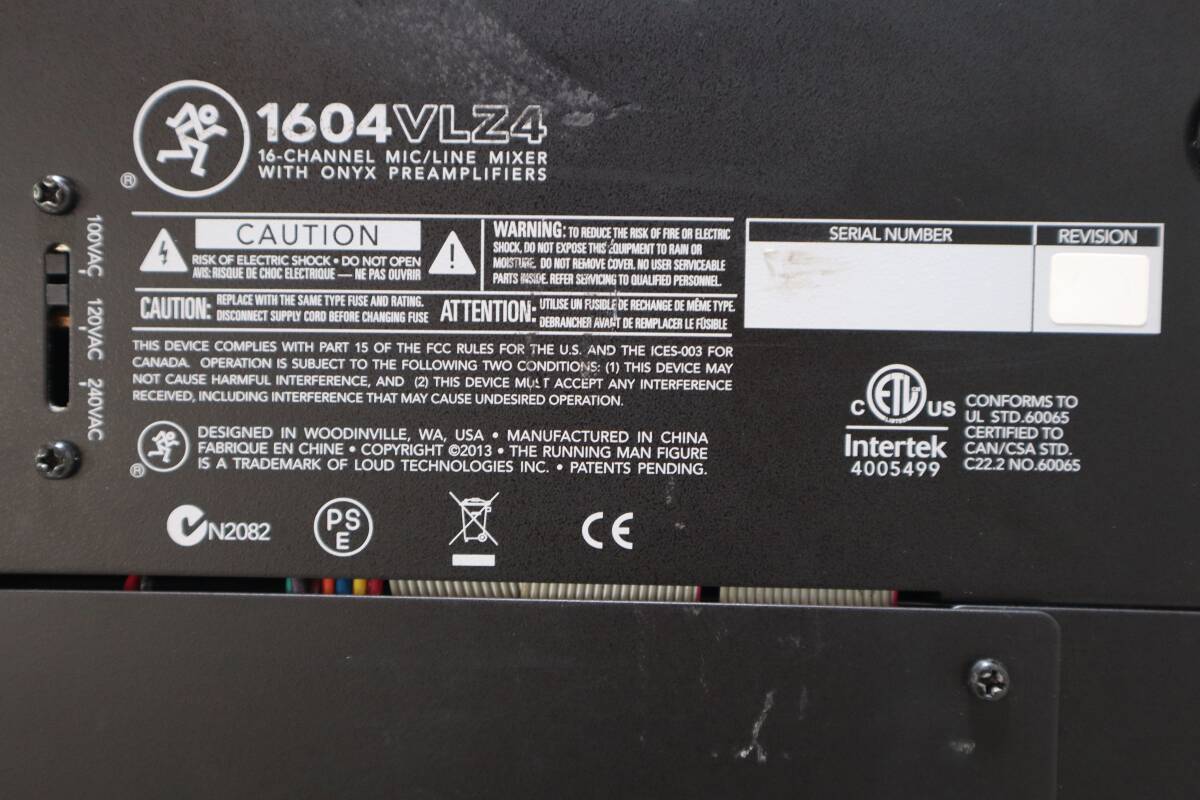 1604VLZ4
16-CHANNEL MIC/LINE MIXER
WITH ONYX PREAMPLIFIERS
®
100VAC
120VAC
240VAC
CAUTION
RISK OF ELECTRIC SHOCK • DO NOT OPEN
AVIS: RISQUE DE CHOC ELECTRIQUE — NE PAS OUVRIR
!
WARNING: TO REDUCE THE RISK OF FIRE OR ELECTRIC
SHOCK, DO NOT EXPOSE THIS EQUIPMENT TO RAIN OR
MOISTURE. DO NOT REMOVE COVER. NO USER SERVICEABLE
PARTS INSIDE. REFER SERVICING TO QUALIFIED PERSONNEL.
CAUTION: REPLACE WITH THE SAME TYPE FUSE AND RATING.
DISCONNECT SUPPLY CORD BEFORE CHANGING FUSE
ATTENTION: UTILISE UN FUSIBLE DE RECHANGE DE MÊME TYPE.
DEBRANCHER AVANT DE REMPLACER LE FUSIBLE
SERIAL NUMBER
REVISION
THIS DEVICE COMPLIES WITH PART 15 OF THE FCC RULES FOR THE U.S. AND THE ICES-003 FOR
CANADA. OPERATION IS SUBJECT TO THE FOLLOWING TWO CONDITIONS: (1) THIS DEVICE MAY
NOT CAUSE HARMFUL INTERFERENCE, AND (2) THIS DEVICE MUST ACCEPT ANY INTERFERENCE
RECEIVED, INCLUDING INTERFERENCE THAT MAY CAUSE UNDESIRED OPERATION.
®
DESIGNED IN WOODINVILLE, WA, USA • MANUFACTURED IN CHINA
FABRIQUE EN CHINE • COPYRIGHT ©2013 • THE RUNNING MAN FIGURE
IS A TRADEMARK OF LOUD TECHNOLOGIES INC. • PATENTS PENDING.
C ETL US
LISTED
Intertek
4005499
CONFORMS TO
UL STD.60065
CERTIFIED TO
CAN/CSA STD.
C22.2 NO.60065
N2082
PS
E
CE